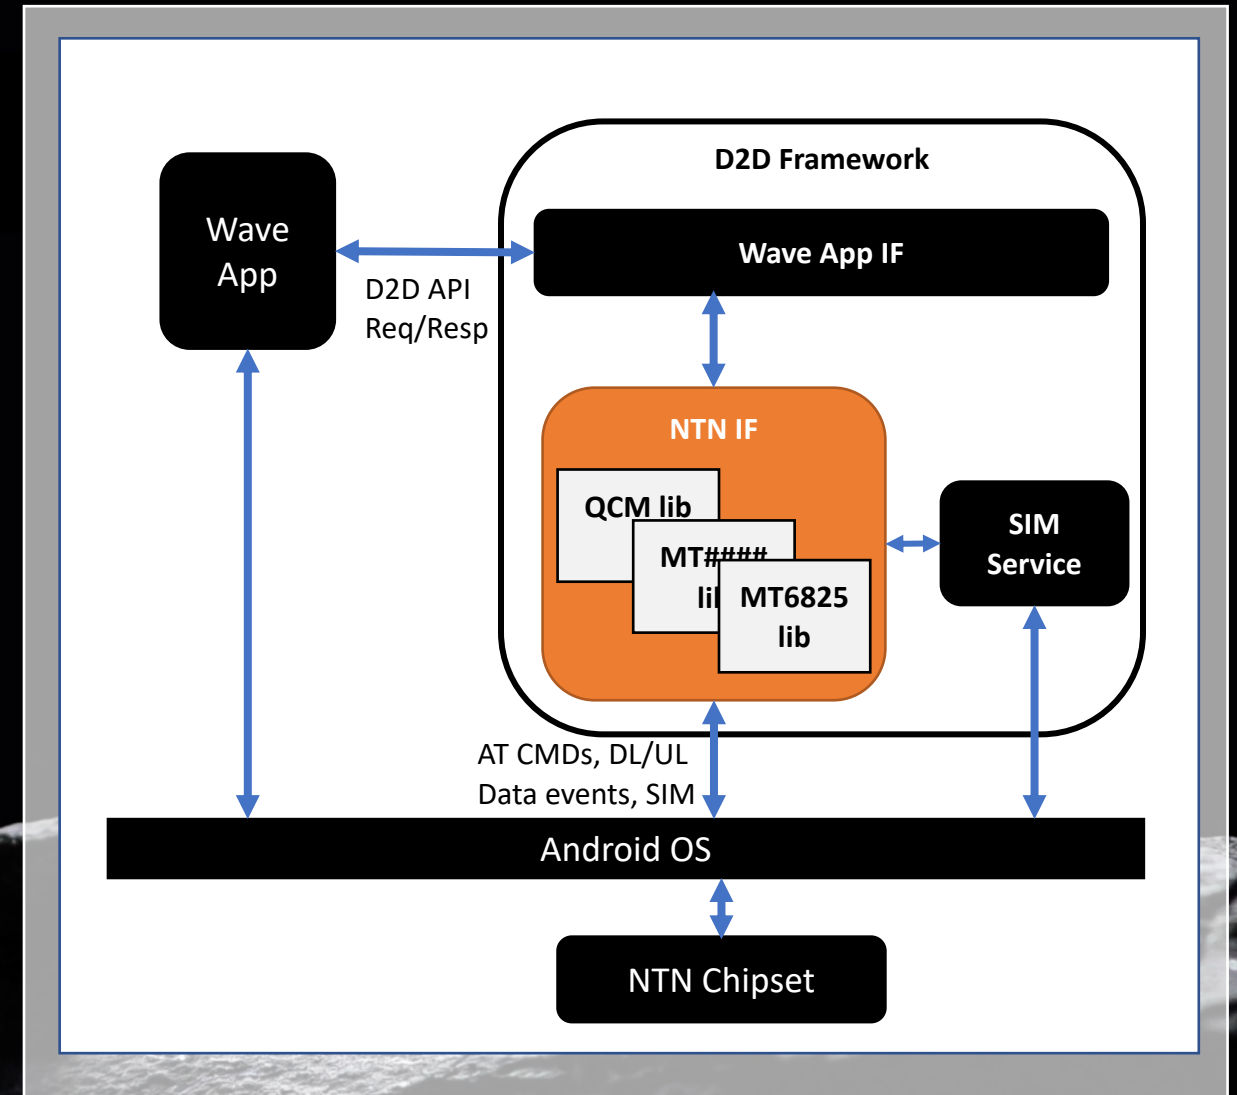 D2D Framework
Wave
App
Wave App IF
D2D API
Req/Resp
NTN IF
QCM lib
MT####
MT6825
lib
SIM
Service
AT CMDs, DL/UL
Data events, SIM
Android OS
NTN Chipset